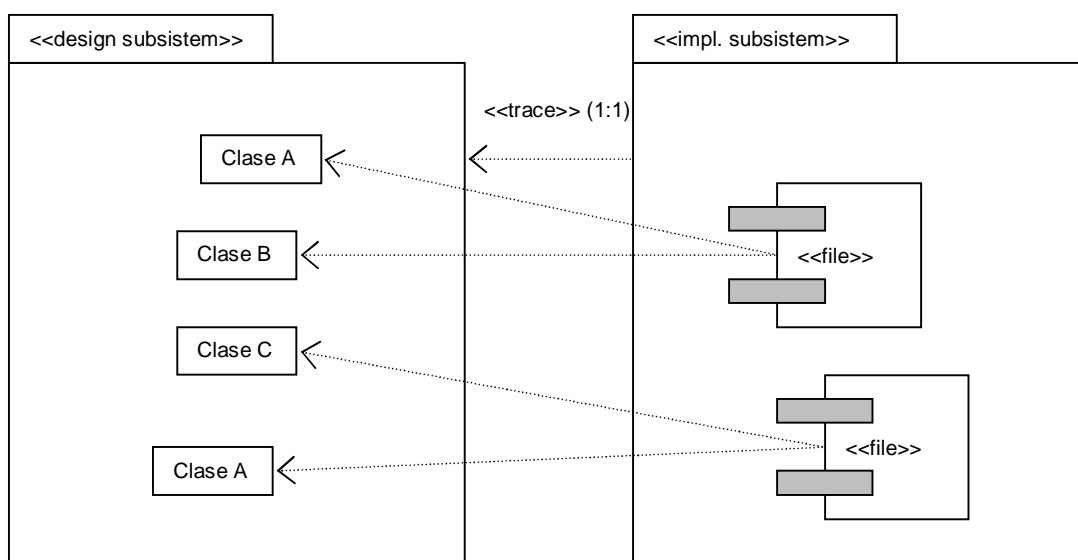 <<design subsistem>>
<<impl. subsistem>>
<<trace>> (1:1)
Clase A
Clase B
<<file>>
Clase C
<<file>>
Clase A